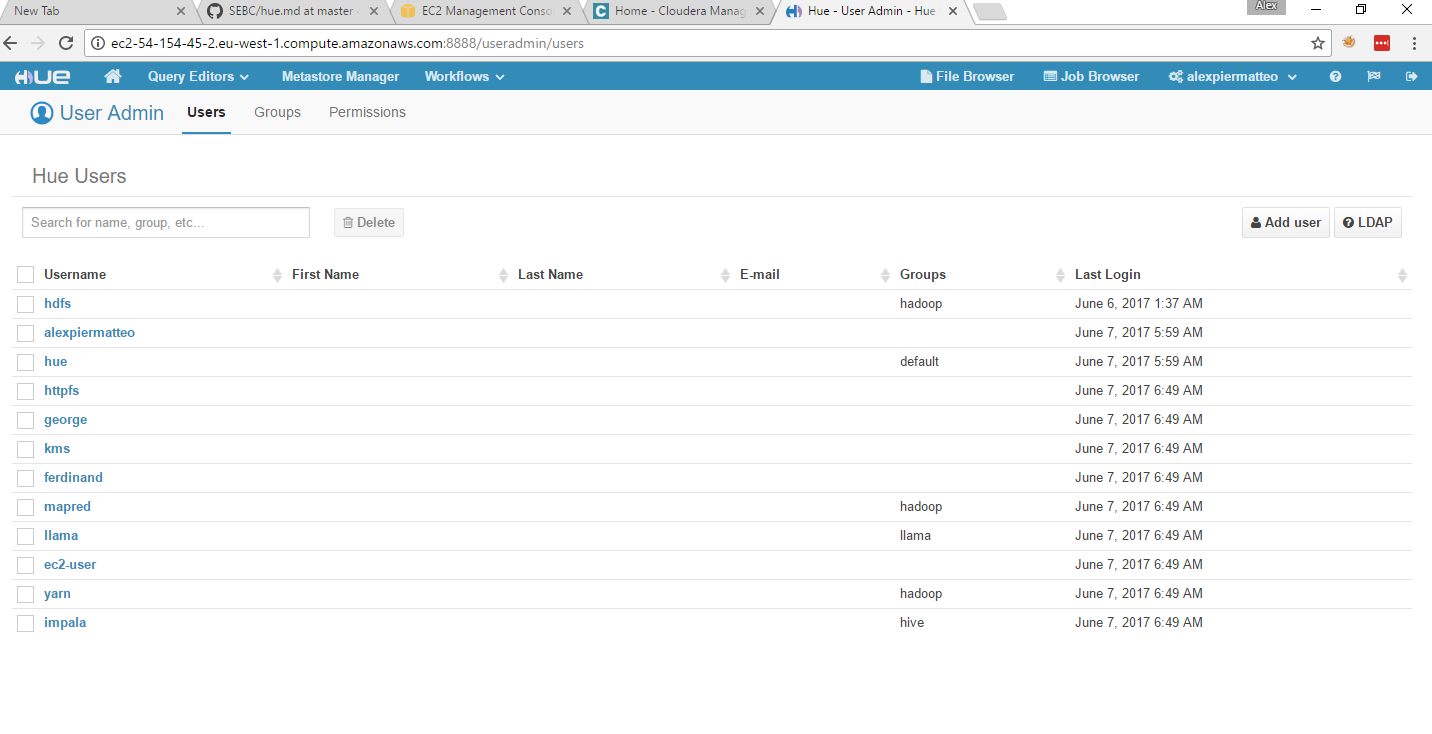 New Tab SEBC/hue.md at master EC2 Management Conso Home - Cloudera Manag Hue - User Admin - Hue Alex
ec2-54-154-45-2.eu-west-1.compute.amazonaws.com:8888/useradmin/users
HUE Query Editors Metastore Manager Workflows File Browser Job Browser alexpiermatteo
User Admin Users Groups Permissions
Hue Users
Search for name, group, etc... Delete Add user LDAP
Username First Name Last Name E-mail Groups Last Login
hdfs hadoop June 6, 2017 1:37 AM
alexpiermatteo June 7, 2017 5:59 AM
hue default June 7, 2017 5:59 AM
httpfs June 7, 2017 6:49 AM
george June 7, 2017 6:49 AM
kms June 7, 2017 6:49 AM
ferdinand June 7, 2017 6:49 AM
mapred hadoop June 7, 2017 6:49 AM
llama llama June 7, 2017 6:49 AM
ec2-user June 7, 2017 6:49 AM
yarn hadoop June 7, 2017 6:49 AM
impala hive June 7, 2017 6:49 AM